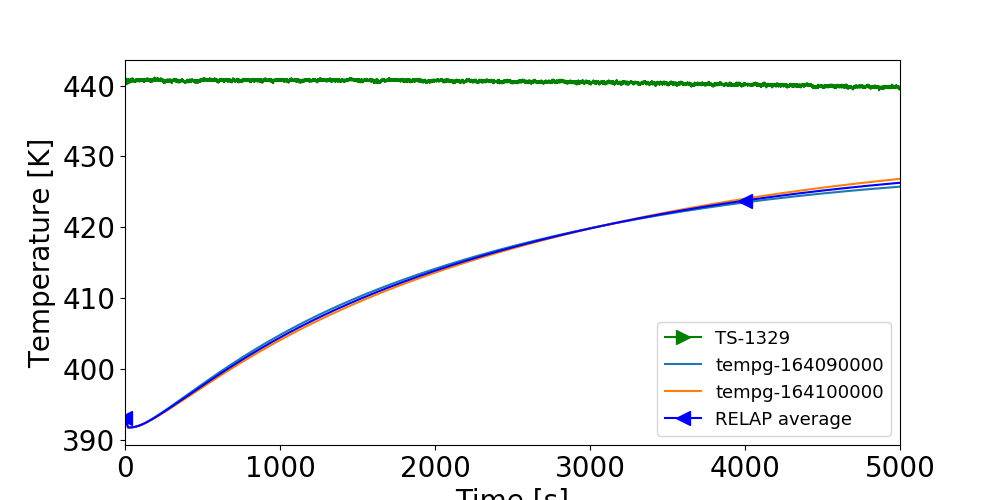 440
430
420
410
400
390
Temperature [K]
0 1000 2000 3000 4000 5000
Time [s]
TS-1329
tempg-164090000
tempg-164100000
RELAP average